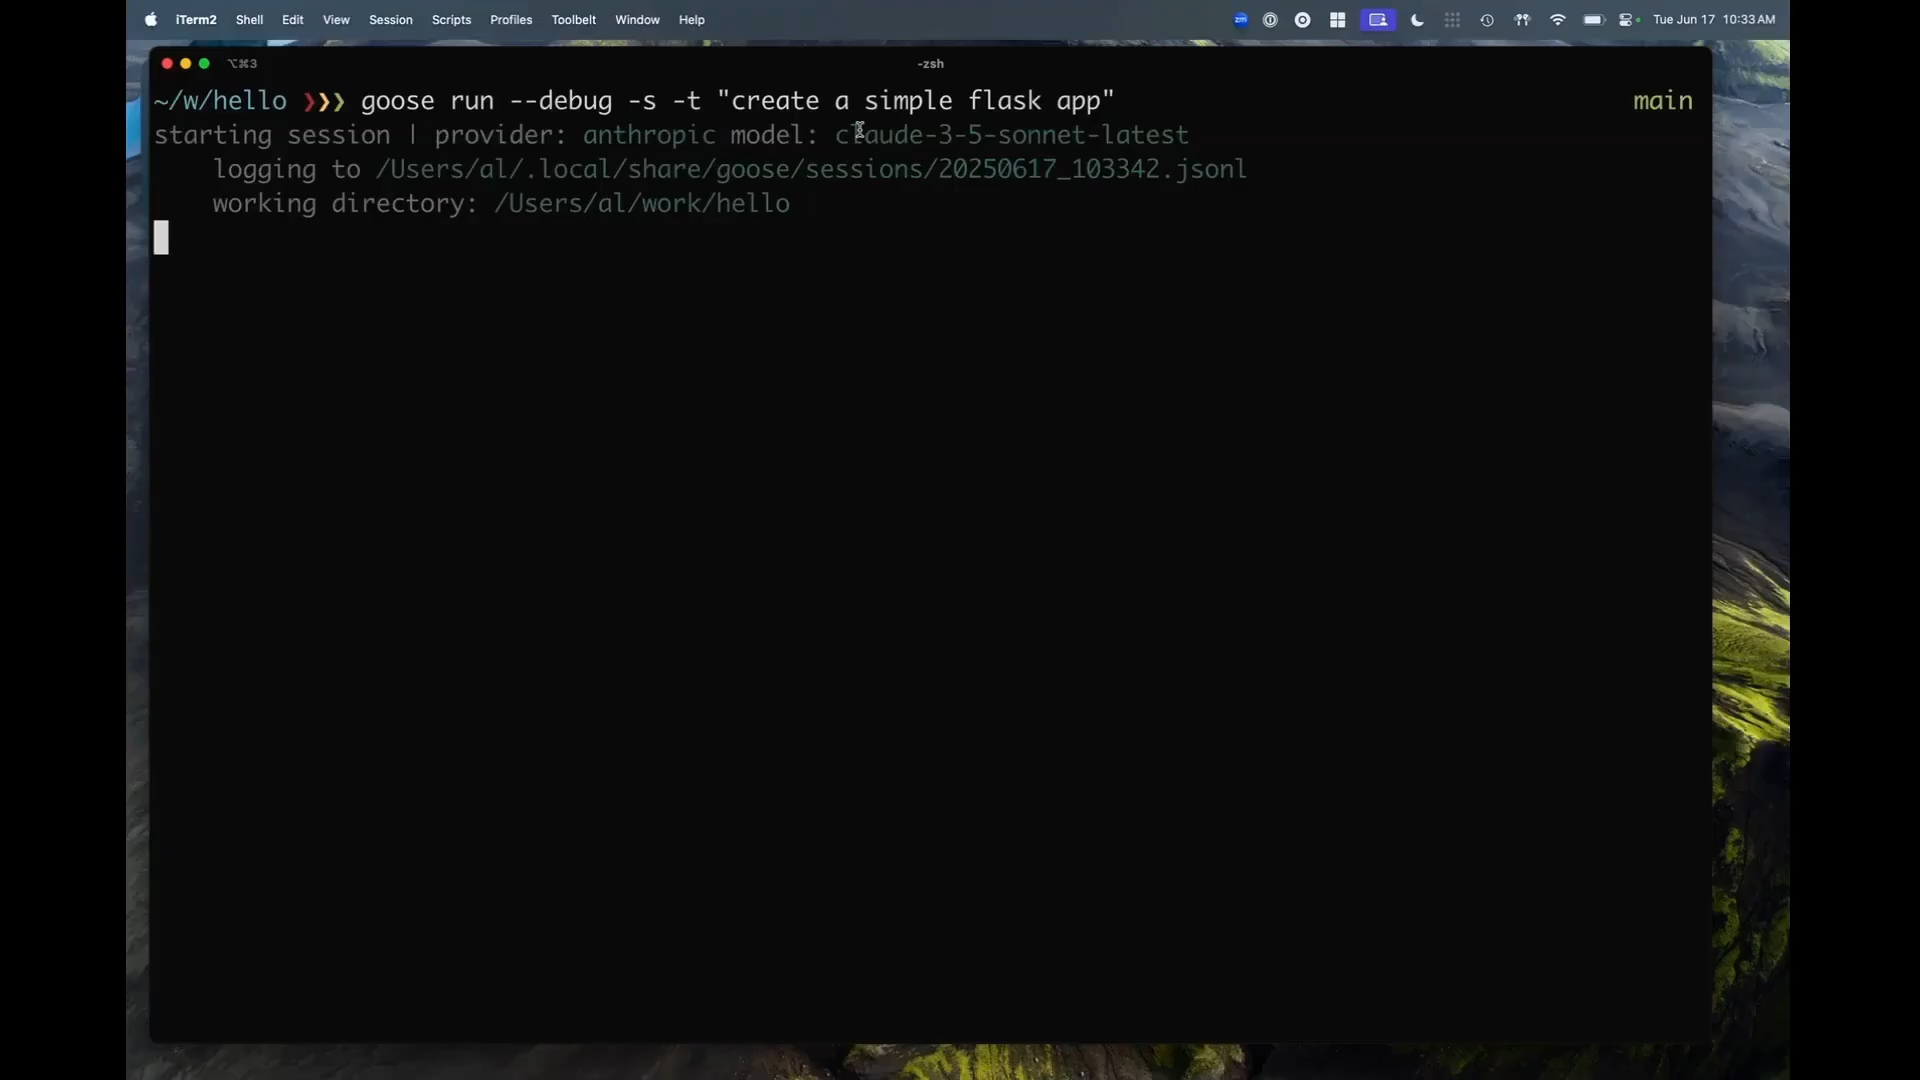 iTerm2 Shell Edit View Session Scripts Profiles Toolbelt Window Help zm Tue Jun 17 10:33 AM
⌥⌘3 -zsh
~/w/hello ❯❯❯ goose run --debug -s -t "create a simple flask app" main
starting session | provider: anthropic model: claude-3-5-sonnet-latest
logging to /Users/al/.local/share/goose/sessions/20250617_103342.jsonl
working directory: /Users/al/work/hello